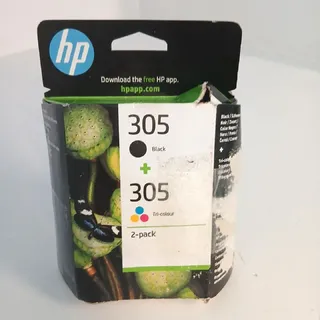 hp
Download the free HP app.
hpapp.com
305
Black
+
305
Tri-colour
2-pack